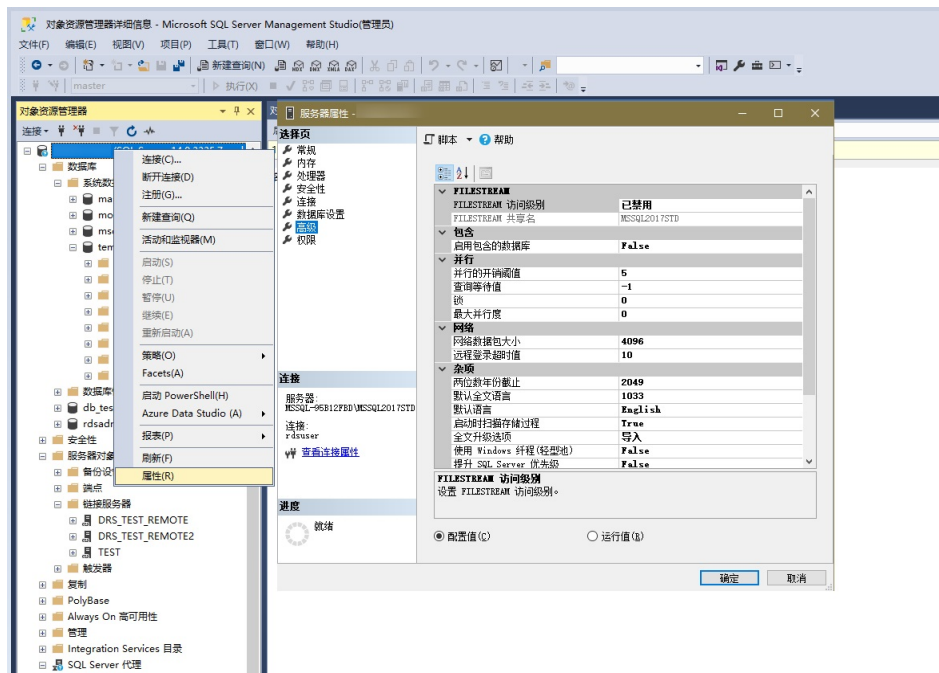 对象资源管理器详细信息 - Microsoft SQL Server Management Studio(管理员)
文件(F) 编辑(E) 视图(V) 项目(P) 工具(T) 窗口(W) 帮助(H)
新建查询(N)
master 执行(X)
对象资源管理器
连接
数据库
系统数
ma
mo
ms
tem
数据库
db_tes
rdsadr
安全性
服务器对象
备份设
端点
链接服务器
DRS_TEST_REMOTE
DRS_TEST_REMOTE2
TEST
触发器
复制
PolyBase
Always On 高可用性
管理
Integration Services 目录
SQL Server 代理
连接(C)...
断开连接(D)
注册(G)...
新建查询(Q)
活动和监视器(M)
启动(S)
停止(T)
暂停(U)
继续(E)
重新启动(A)
策略(O)
Facets(A)
启动 PowerShell(H)
Azure Data Studio (A)
报表(P)
刷新(F)
属性(R)
服务器属性 -
选择页
常规
内存
处理器
安全性
连接
数据库设置
高级
权限
连接
服务器:
MSSQL-95B12FBD\MSSQL2017STD
连接:
rdsuser
查看连接属性
进度
就绪
脚本 帮助
FILESTREAM
FILESTREAM 访问级别 已禁用
FILESTREAM 共享名 MSSQL2017STD
包含
启用包含的数据库 False
并行
并行的开销阈值 5
查询等待值 -1
锁 0
最大并行度 0
网络
网络数据包大小 4096
远程登录超时值 10
杂项
两位数年份截止 2049
默认全文语言 1033
默认语言 English
启动时扫描存储过程 True
全文升级选项 导入
使用 Windows 纤程(轻型池) False
提升 SQL Server 优先级 False
FILESTREAM 访问级别
设置 FILESTREAM 访问级别。
配置值(C) 运行值(R)
确定 取消